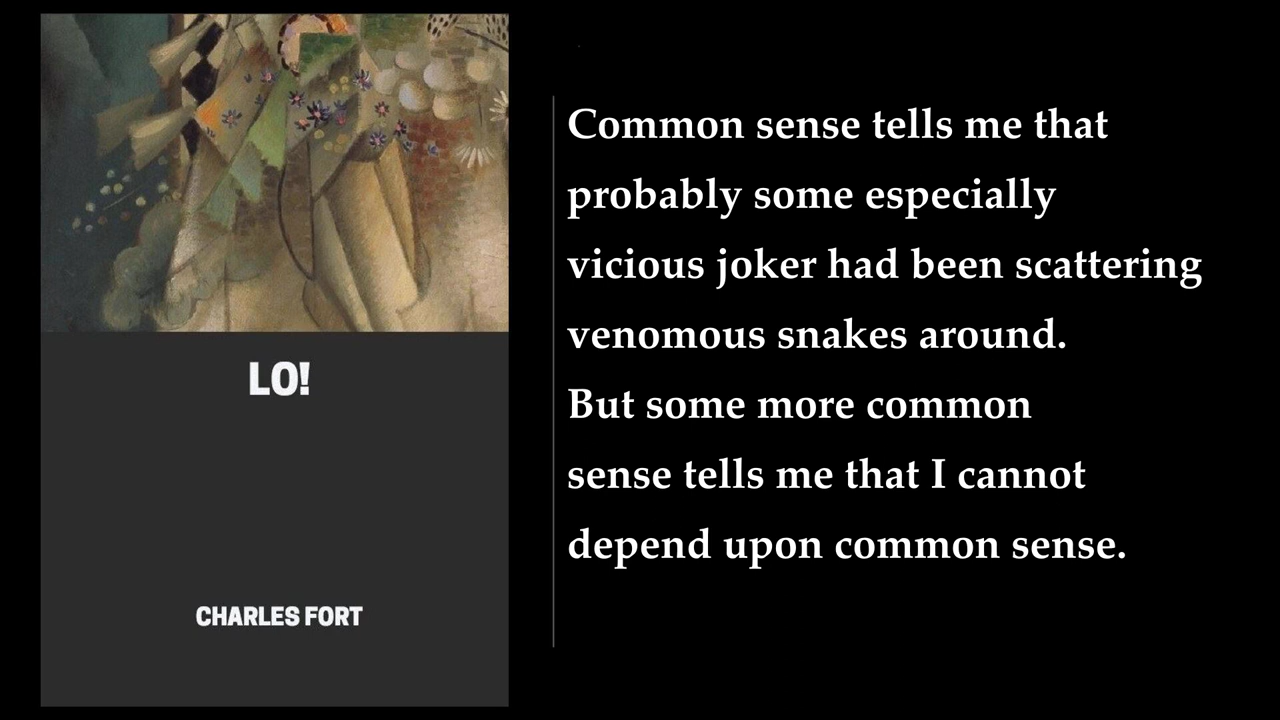 LO!
CHARLES FORT
Common sense tells me that
probably some especially
vicious joker had been scattering
venomous snakes around.
But some more common
sense tells me that I cannot
depend upon common sense.